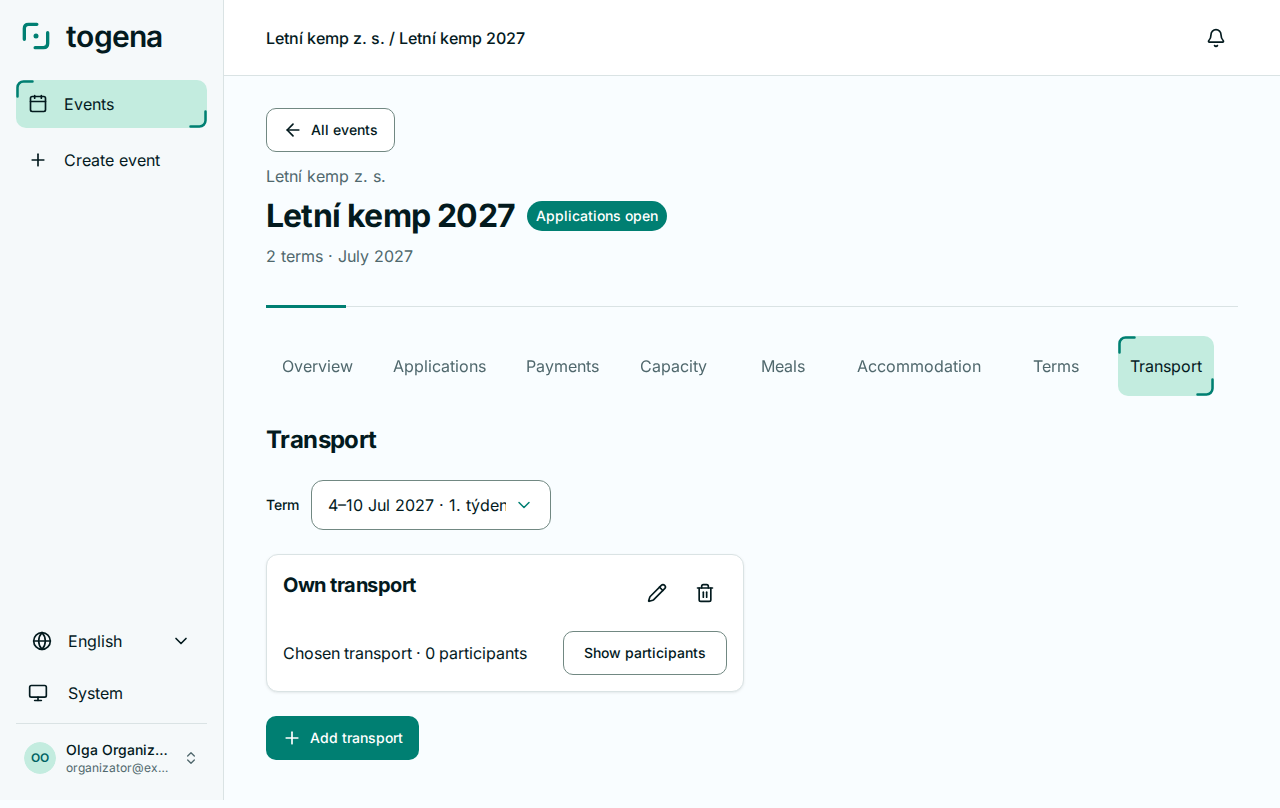 togena
Letní kemp z. s. / Letní kemp 2027
Events
Create event
All events
Letní kemp z. s.
Letní kemp 2027
Applications open
2 terms · July 2027
Overview
Applications
Payments
Capacity
Meals
Accommodation
Terms
Transport
Transport
Term
4–10 Jul 2027 · 1. týden
Own transport
Chosen transport · 0 participants
Show participants
Add transport
English
System
OO
Olga Organiz...
organizator@ex...